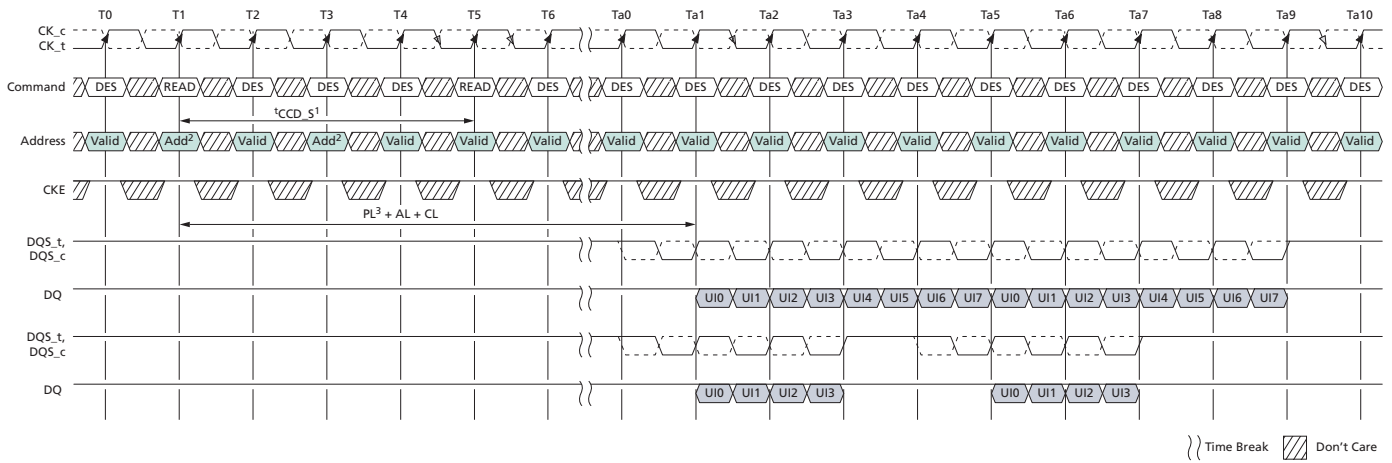 T0 T1 T2 T3 T4 T5 T6 Ta0 Ta1 Ta2 Ta3 Ta4 Ta5 Ta6 Ta7 Ta8 Ta9 Ta10
CK_c
CK_t
Command DES READ DES DES DES READ DES DES DES DES DES DES DES DES DES DES DES DES
tCCD_S1
Address Valid Add2 Valid Add2 Valid Valid Valid Valid Valid Valid Valid Valid Valid Valid Valid Valid Valid Valid
CKE
PL3 + AL + CL
DQS_t,
DQS_c
DQ UI0 UI1 UI2 UI3 UI4 UI5 UI6 UI7 UI0 UI1 UI2 UI3 UI4 UI5 UI6 UI7
DQS_t,
DQS_c
DQ UI0 UI1 UI2 UI3 UI0 UI1 UI2 UI3
Time Break Don't Care